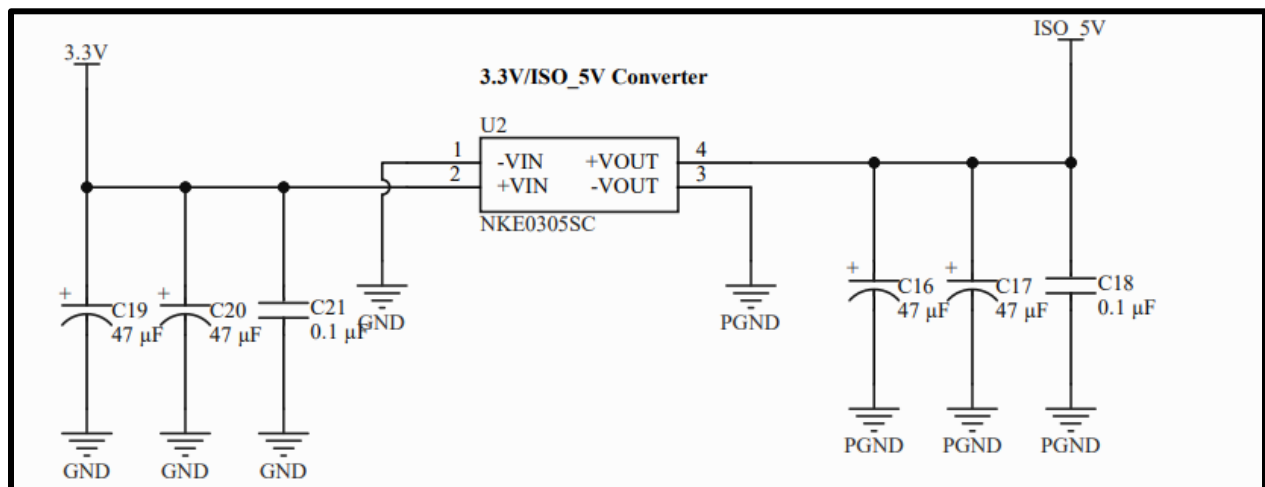 ISO_5V
3.3V
3.3V/ISO_5V Converter
U2
1 -VIN +VOUT 4
2 +VIN -VOUT 3
NKE0305SC
C19
47 µF
C20
47 µF
C21
0.1 µF
GND
PGND
C16
47 µF
C17
47 µF
C18
0.1 µF
GND
GND
GND
PGND
PGND
PGND
+
+
+
+